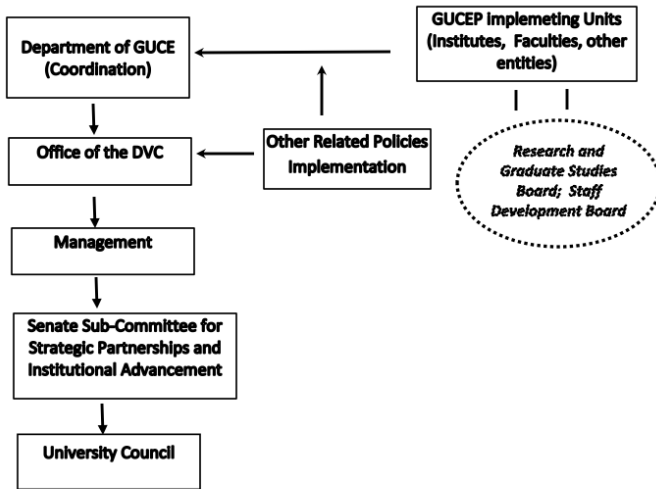 Department of GUCE
(Coordination)
GUCEP Implemeting Units
(Institutes, Faculties, other
entities)
Office of the DVC
Other Related Policies
Implementation
Research and
Graduate Studies
Board; Staff
Development Board
Management
Senate Sub-Committee for
Strategic Partnerships and
Institutional Advancement
University Council